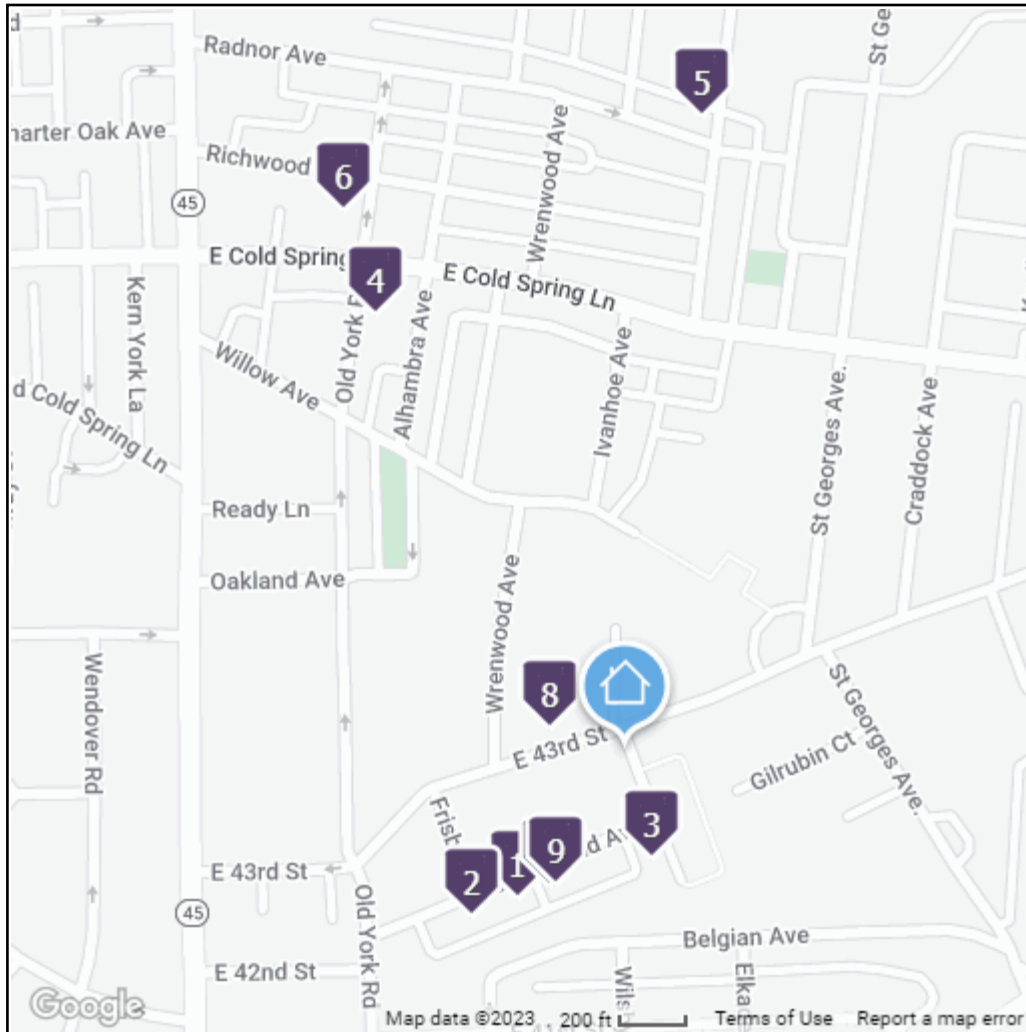 St Ge
Radnor Ave
5
harter Oak Ave
Wrenwood Ave
Richwood
6
45
E Cold Spring
4
E Cold Spring Ln
Kern York La
Old York R
Alhambra Ave
Willow Ave
Ivanhoe Ave
St Georges Ave.
Craddock Ave
d Cold Spring Ln
Ready Ln
Oakland Ave
Wrenwood Ave
Wendover Rd
8
St Georges Ave.
E 43rd St
Gilrubin Ct
Frisb
3
d Av
9
1
2
E 43rd St
45
Old York Rd
Belgian Ave
E 42nd St
Wils
Elka
Google
Map data ©2023
200 ft
Terms of Use
Report a map error